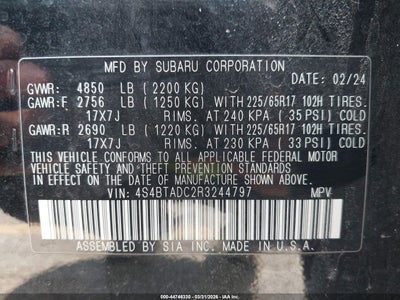 MFD BY SUBARU CORPORATION
DATE: 02/24
GVWR: 4850 LB (2200 KG)
GAWR:F 2756 LB (1250 KG) WITH 225/65R17 102H TIRES.
17X7J RIMS. AT 240 KPA (35 PSI) COLD
GAWR:R 2690 LB (1220 KG) WITH 225/65R17 102H TIRES.
17X7J RIMS. AT 230 KPA (33 PSI) COLD
THIS VEHICLE CONFORMS TO ALL APPLICABLE FEDERAL MOTOR
VEHICLE SAFETY AND THEFT PREVENTION STANDARDS
IN EFFECT ON THE DATE OF MANUFACTURE SHOWN ABOVE.
VIN: 4S4BTADC2R3244797 MPV
ASSEMBLED BY SIA INC. MADE IN U.S.A.
© IAA - 44746330 - 03/31/2026 - 0000